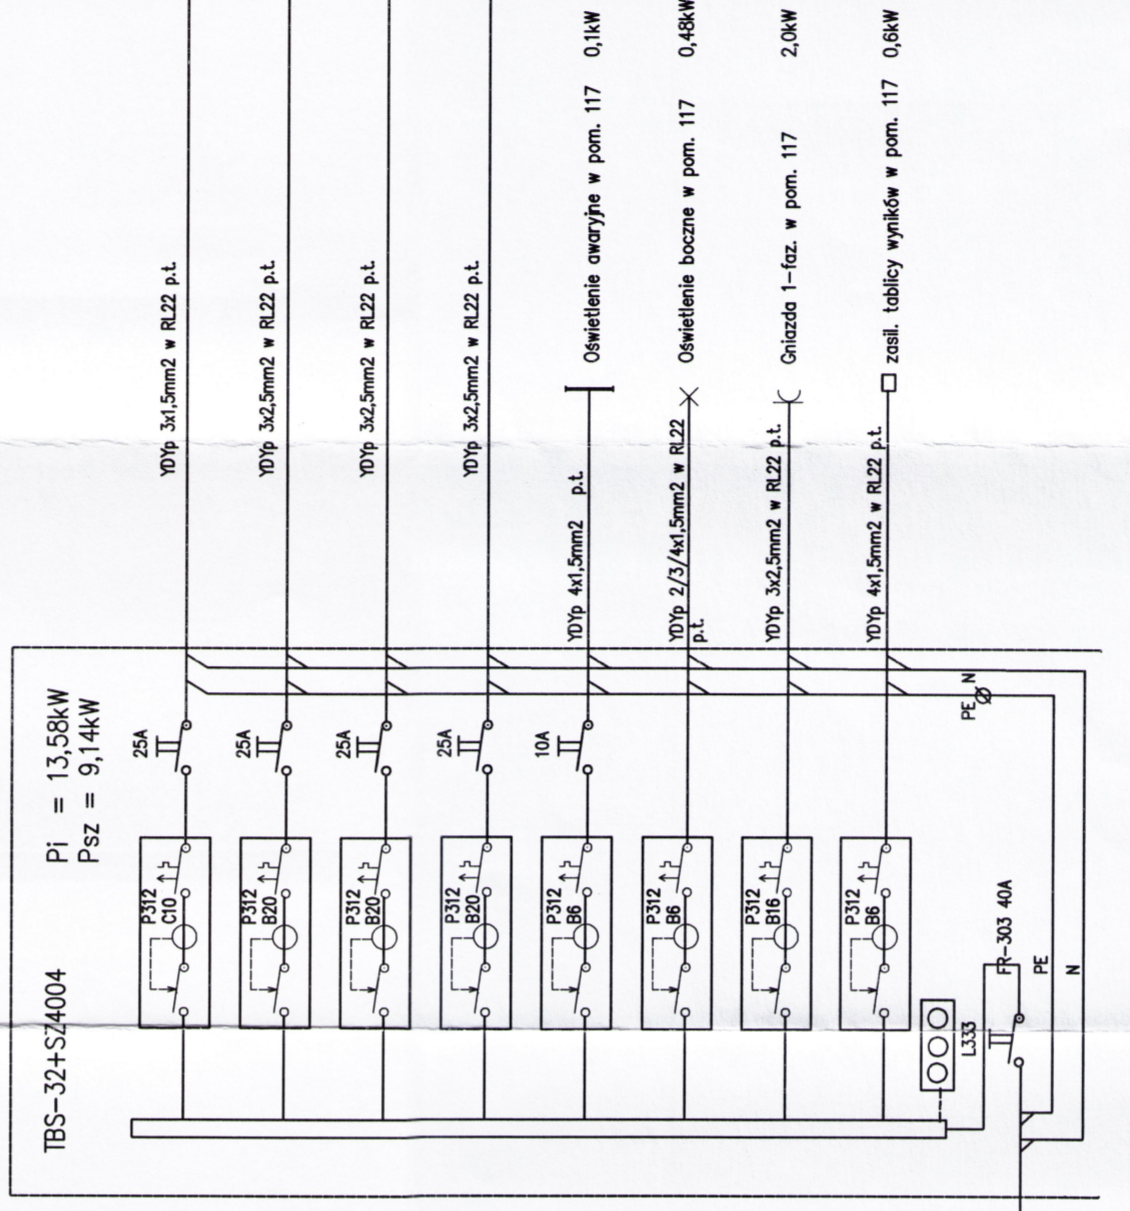 TBS-32+SZ4004
Pi = 13,58kW
Psz = 9,14kW
P312
C10
25A
YDYp 3x1,5mm2 w RL22 p.t.
P312
B20
25A
YDYp 3x2,5mm2 w RL22 p.t.
P312
B20
25A
YDYp 3x2,5mm2 w RL22 p.t.
P312
B20
25A
YDYp 3x2,5mm2 w RL22 p.t.
P312
B6
10A
YDYp 4x1,5mm2 p.t
Oświetlenie awaryjne w pom. 117 0,1kW
P312
B6
YDYp 2/3/4x1,5mm2 w RL22
p.t.
Oświetlenie boczne w pom. 117 0,48kW
P312
B16
YDYp 3x2,5mm2 w RL22 p.t.
Gniazda 1-faz. w pom. 117 2,0kW
P312
B6
YDYp 4x1,5mm2 w RL22 p.t.
zasil. tablicy wyników w pom. 117 0,6kW
L333
FR-303 40A
PE N
PE
N